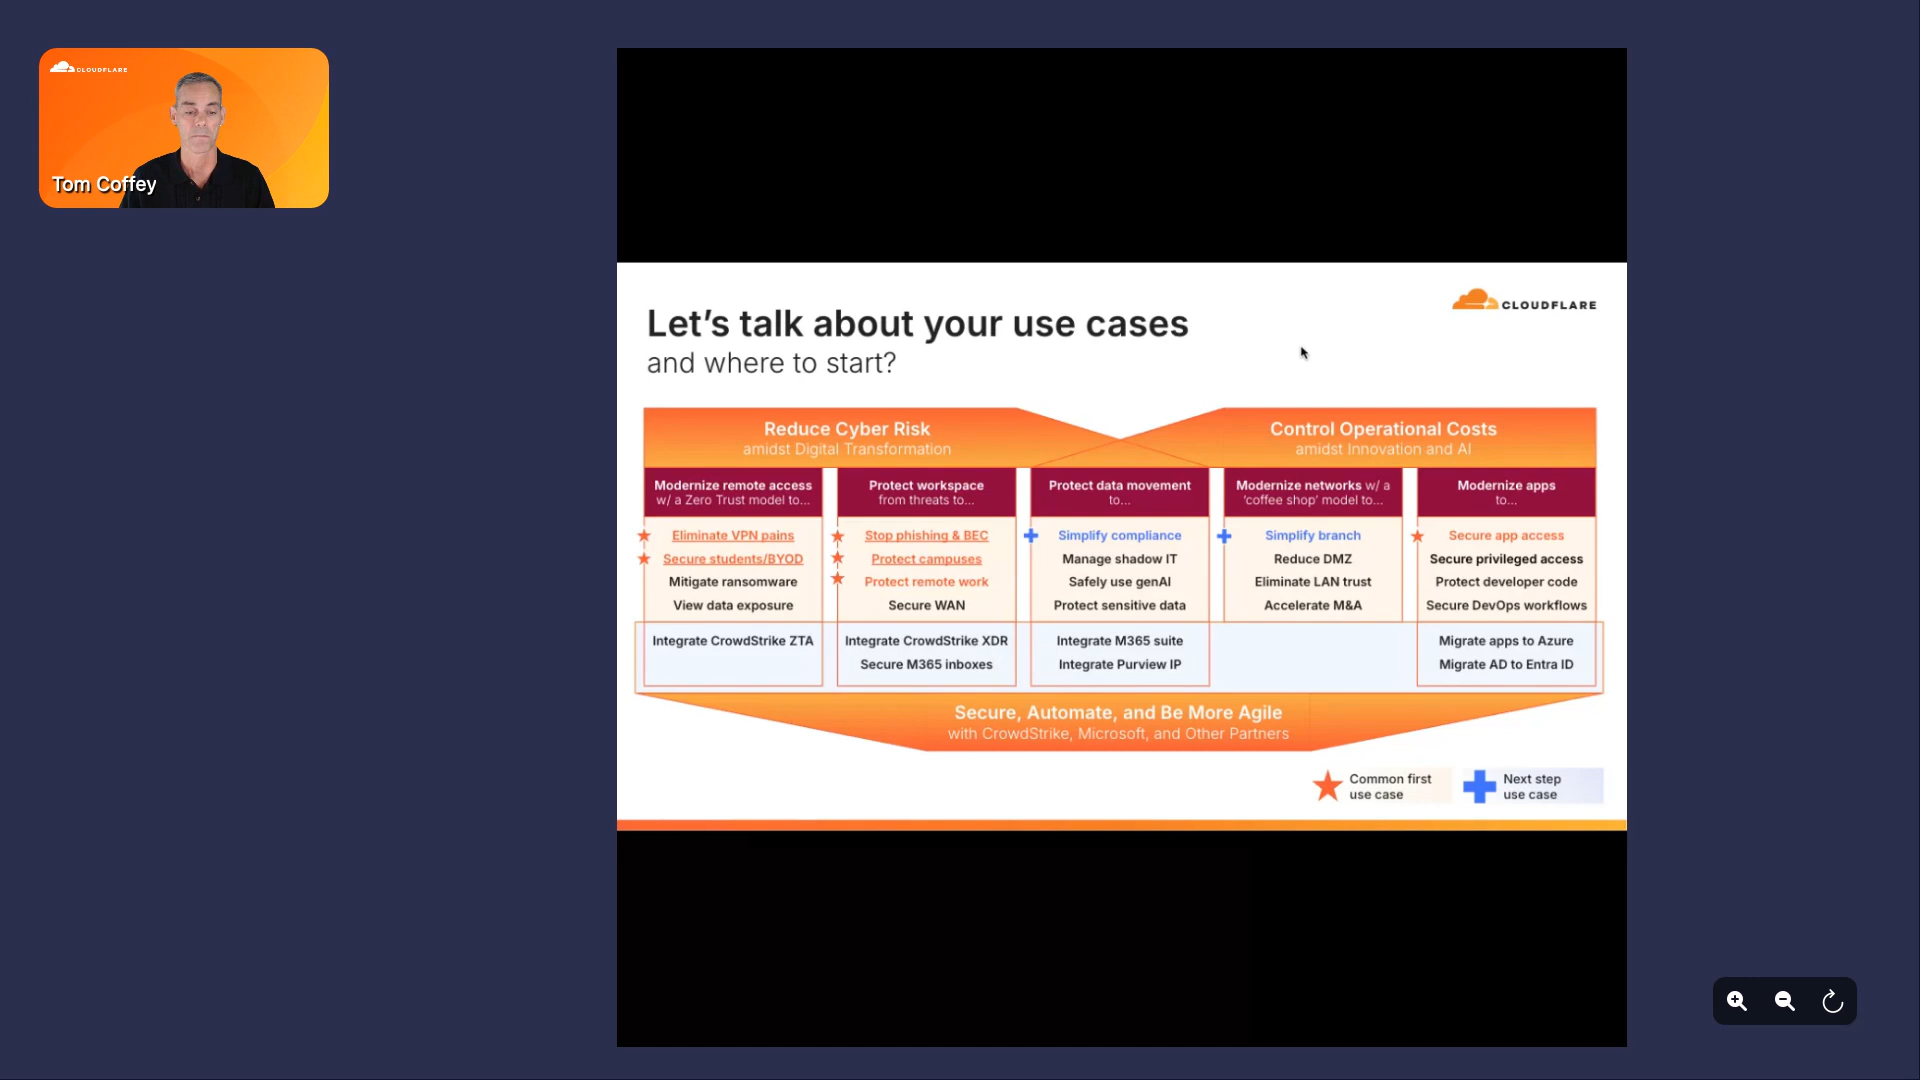 CLOUDFLARE
Tom Coffey
CLOUDFLARE
Let’s talk about your use cases
and where to start?
Reduce Cyber Risk
amidst Digital Transformation
Control Operational Costs
amidst Innovation and AI
Modernize remote access
w/ a Zero Trust model to...
Eliminate VPN pains
Secure students/BYOD
Mitigate ransomware
View data exposure
Integrate CrowdStrike ZTA
Protect workspace
from threats to...
Stop phishing & BEC
Protect campuses
Protect remote work
Secure WAN
Integrate CrowdStrike XDR
Secure M365 inboxes
Protect data movement
to...
Simplify compliance
Manage shadow IT
Safely use genAI
Protect sensitive data
Integrate M365 suite
Integrate Purview IP
Modernize networks w/ a
‘coffee shop’ model to...
Simplify branch
Reduce DMZ
Eliminate LAN trust
Accelerate M&A
Modernize apps
to...
Secure app access
Secure privileged access
Protect developer code
Secure DevOps workflows
Migrate apps to Azure
Migrate AD to Entra ID
Secure, Automate, and Be More Agile
with CrowdStrike, Microsoft, and Other Partners
Common first
use case
Next step
use case